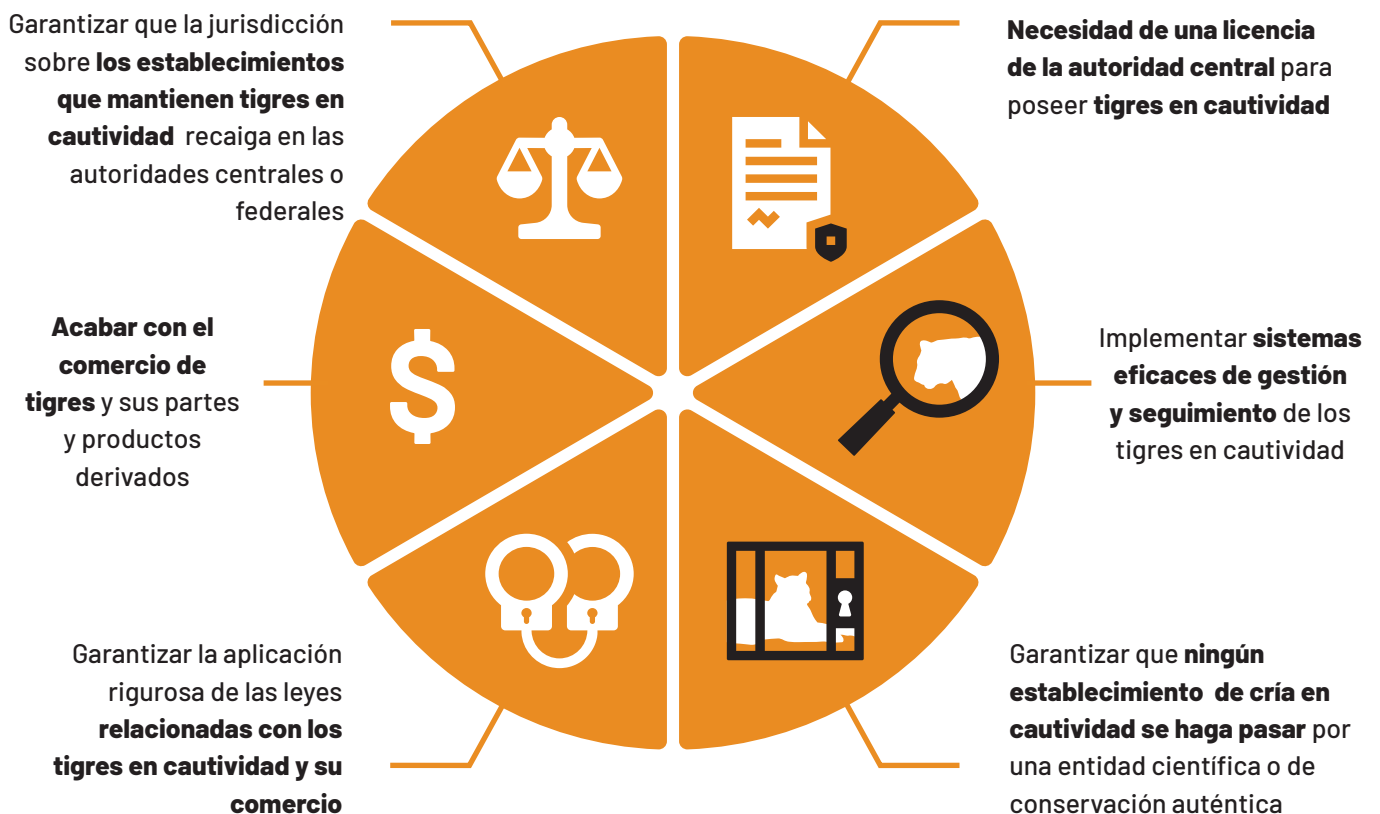 Garantizar que la jurisdicción
sobre los establecimientos
que mantienen tigres en
cautividad recaiga en las
autoridades centrales o
federales
Necesidad de una licencia
de la autoridad central para
poseer tigres en cautividad
Acabar con el
comercio de
tigres y sus partes
y productos
derivados
$
Implementar sistemas
eficaces de gestión
y seguimiento de los
tigres en cautividad
Garantizar la aplicación
rigurosa de las leyes
relacionadas con los
tigres en cautividad y su
comercio
Garantizar que ningún
establecimiento de cría en
cautividad se haga pasar por
una entidad científica o de
conservación auténtica